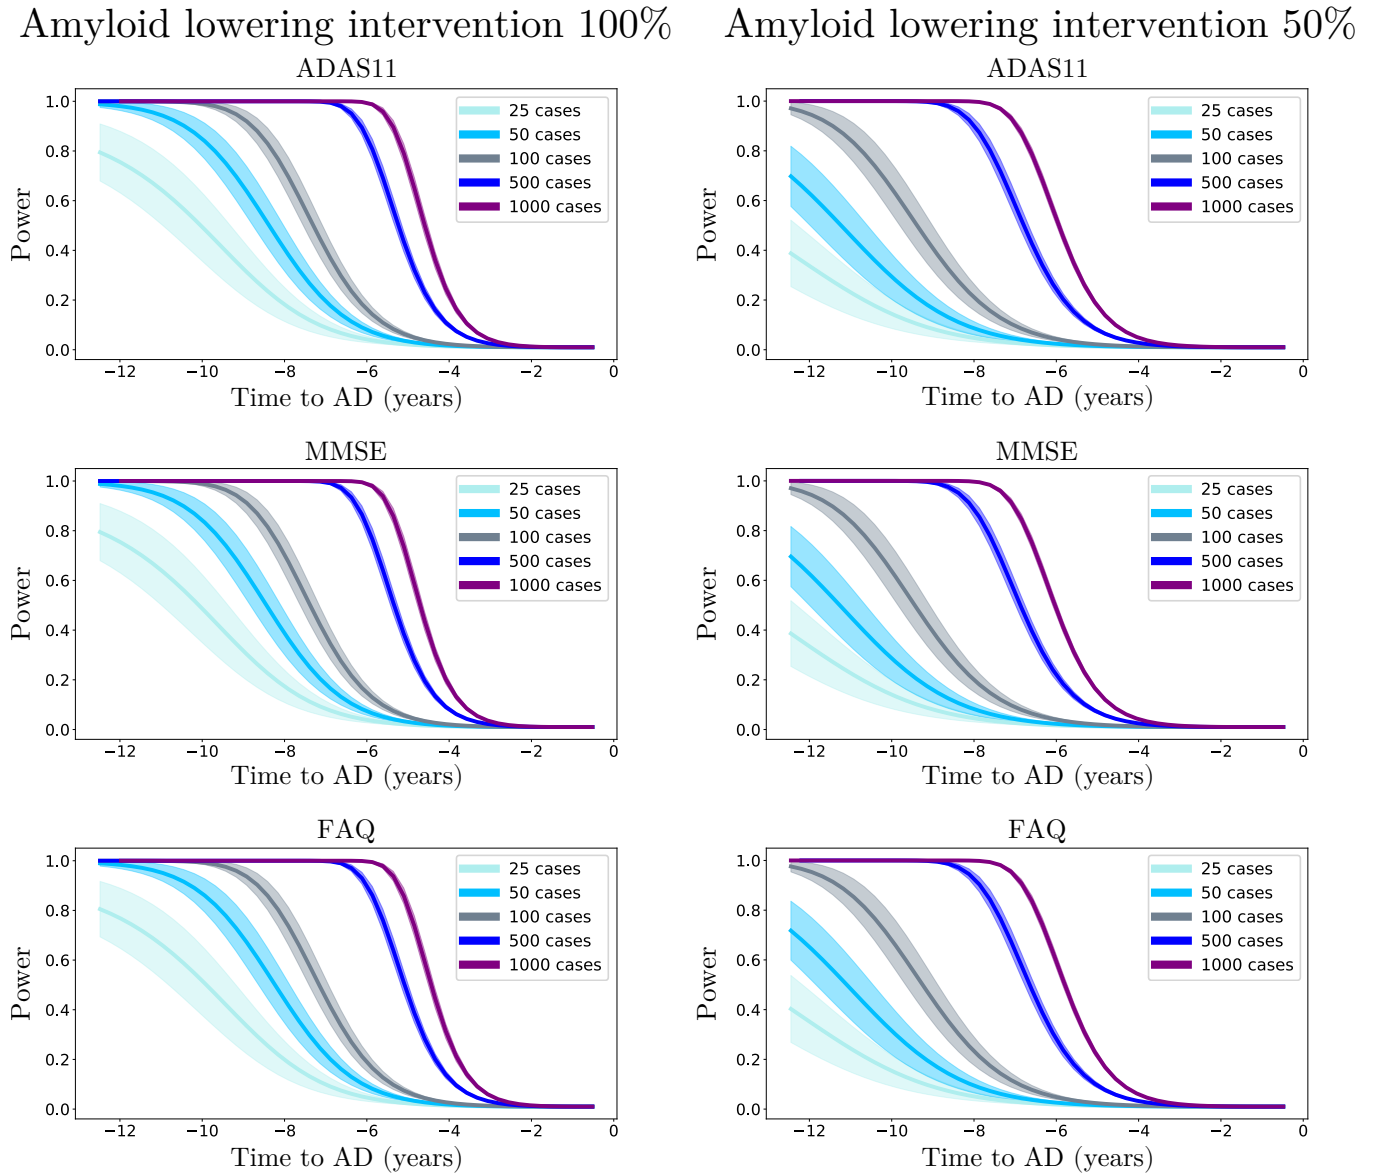 Amyloid lowering intervention 100%
Amyloid lowering intervention 50%
ADAS11
1.0
0.8
0.6
0.4
0.2
0.0
Power
25 cases
50 cases
100 cases
500 cases
1000 cases
−12 −10 −8 −6 −4 −2 0
Time to AD (years)
ADAS11
1.0
0.8
0.6
0.4
0.2
0.0
Power
25 cases
50 cases
100 cases
500 cases
1000 cases
−12 −10 −8 −6 −4 −2 0
Time to AD (years)
MMSE
1.0
0.8
0.6
0.4
0.2
0.0
Power
25 cases
50 cases
100 cases
500 cases
1000 cases
−12 −10 −8 −6 −4 −2 0
Time to AD (years)
MMSE
1.0
0.8
0.6
0.4
0.2
0.0
Power
25 cases
50 cases
100 cases
500 cases
1000 cases
−12 −10 −8 −6 −4 −2 0
Time to AD (years)
FAQ
1.0
0.8
0.6
0.4
0.2
0.0
Power
25 cases
50 cases
100 cases
500 cases
1000 cases
−12 −10 −8 −6 −4 −2 0
Time to AD (years)
FAQ
1.0
0.8
0.6
0.4
0.2
0.0
Power
25 cases
50 cases
100 cases
500 cases
1000 cases
−12 −10 −8 −6 −4 −2 0
Time to AD (years)